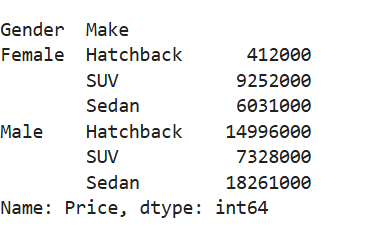 Gender  Make
Female  Hatchback      412000
        SUV           9252000
        Sedan         6031000
Male    Hatchback    14996000
        SUV           7328000
        Sedan        18261000
Name: Price, dtype: int64